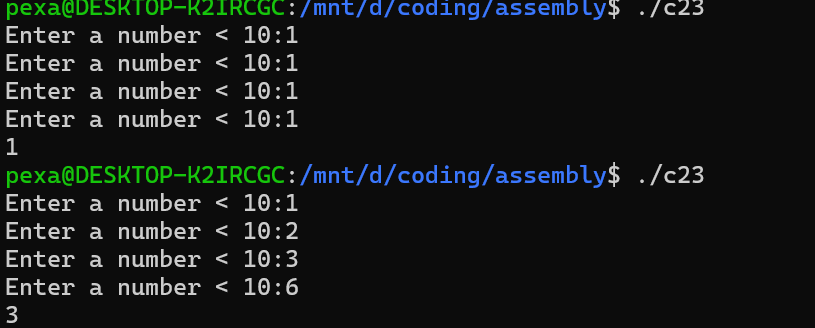 pexa@DESKTOP-K2IRCGC:/mnt/d/coding/assembly$ ./c23
Enter a number < 10:1
Enter a number < 10:1
Enter a number < 10:1
Enter a number < 10:1
1
pexa@DESKTOP-K2IRCGC:/mnt/d/coding/assembly$ ./c23
Enter a number < 10:1
Enter a number < 10:2
Enter a number < 10:3
Enter a number < 10:6
3